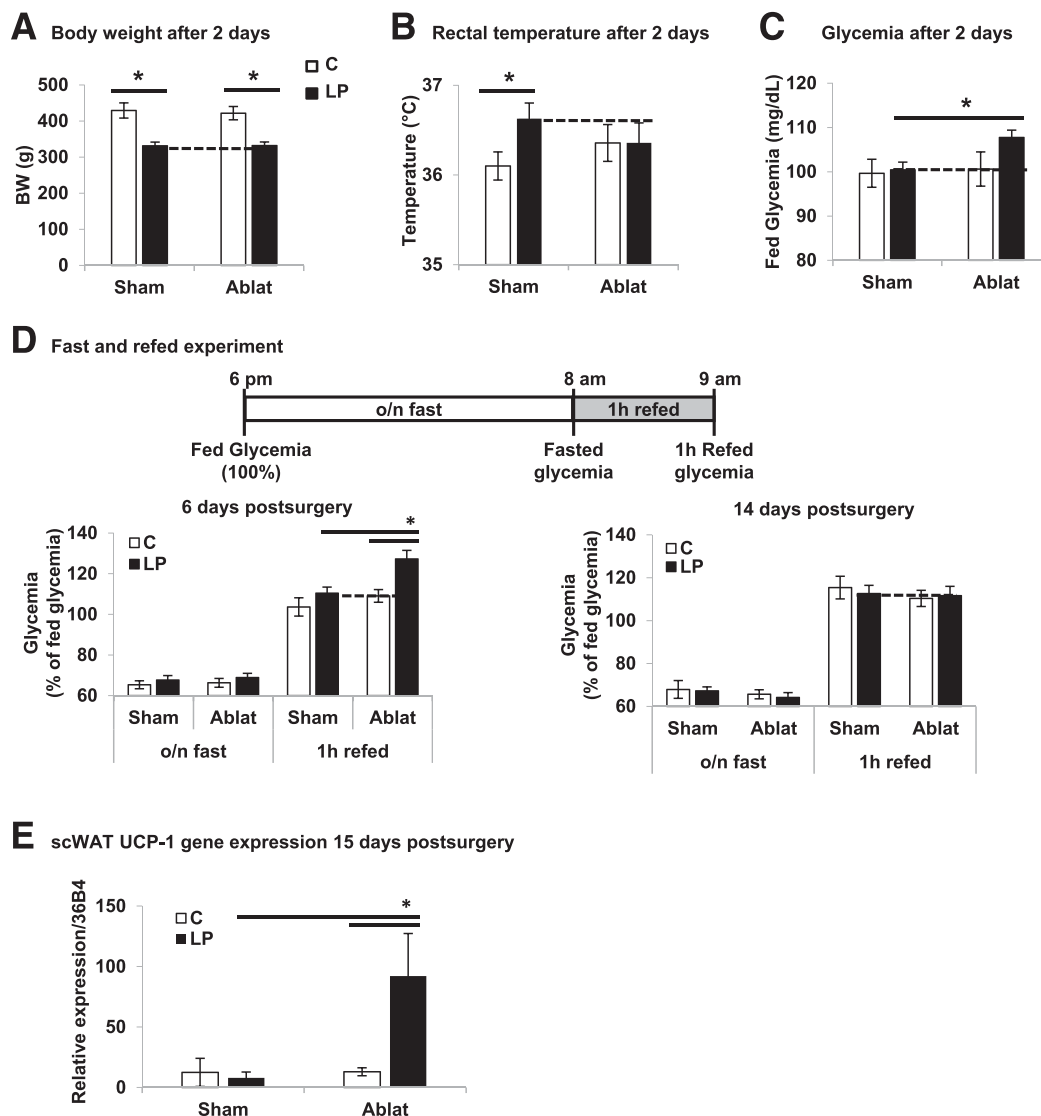 A Body weight after 2 days
*
*
C
LP
500
400
300
200
100
0
BW (g)
Sham
Ablat
B Rectal temperature after 2 days
*
37
36
35
Temperature (°C)
Sham
Ablat
C Glycemia after 2 days
*
120
110
100
90
80
Fed Glycemia (mg/dL)
Sham
Ablat
D Fast and refed experiment
6 pm
8 am
9 am
o/n fast
1h refed
Fed Glycemia
(100%)
Fasted
glycemia
1h Refed
glycemia
6 days postsurgery
*
C
LP
140
120
100
80
60
Glycemia
(% of fed glycemia)
Sham
Ablat
Sham
Ablat
o/n fast
1h refed
14 days postsurgery
C
LP
140
120
100
80
60
Glycemia
(% of fed glycemia)
Sham
Ablat
Sham
Ablat
o/n fast
1h refed
E scWAT UCP-1 gene expression 15 days postsurgery
*
C
LP
150
100
50
0
Relative expression/36B4
Sham
Ablat